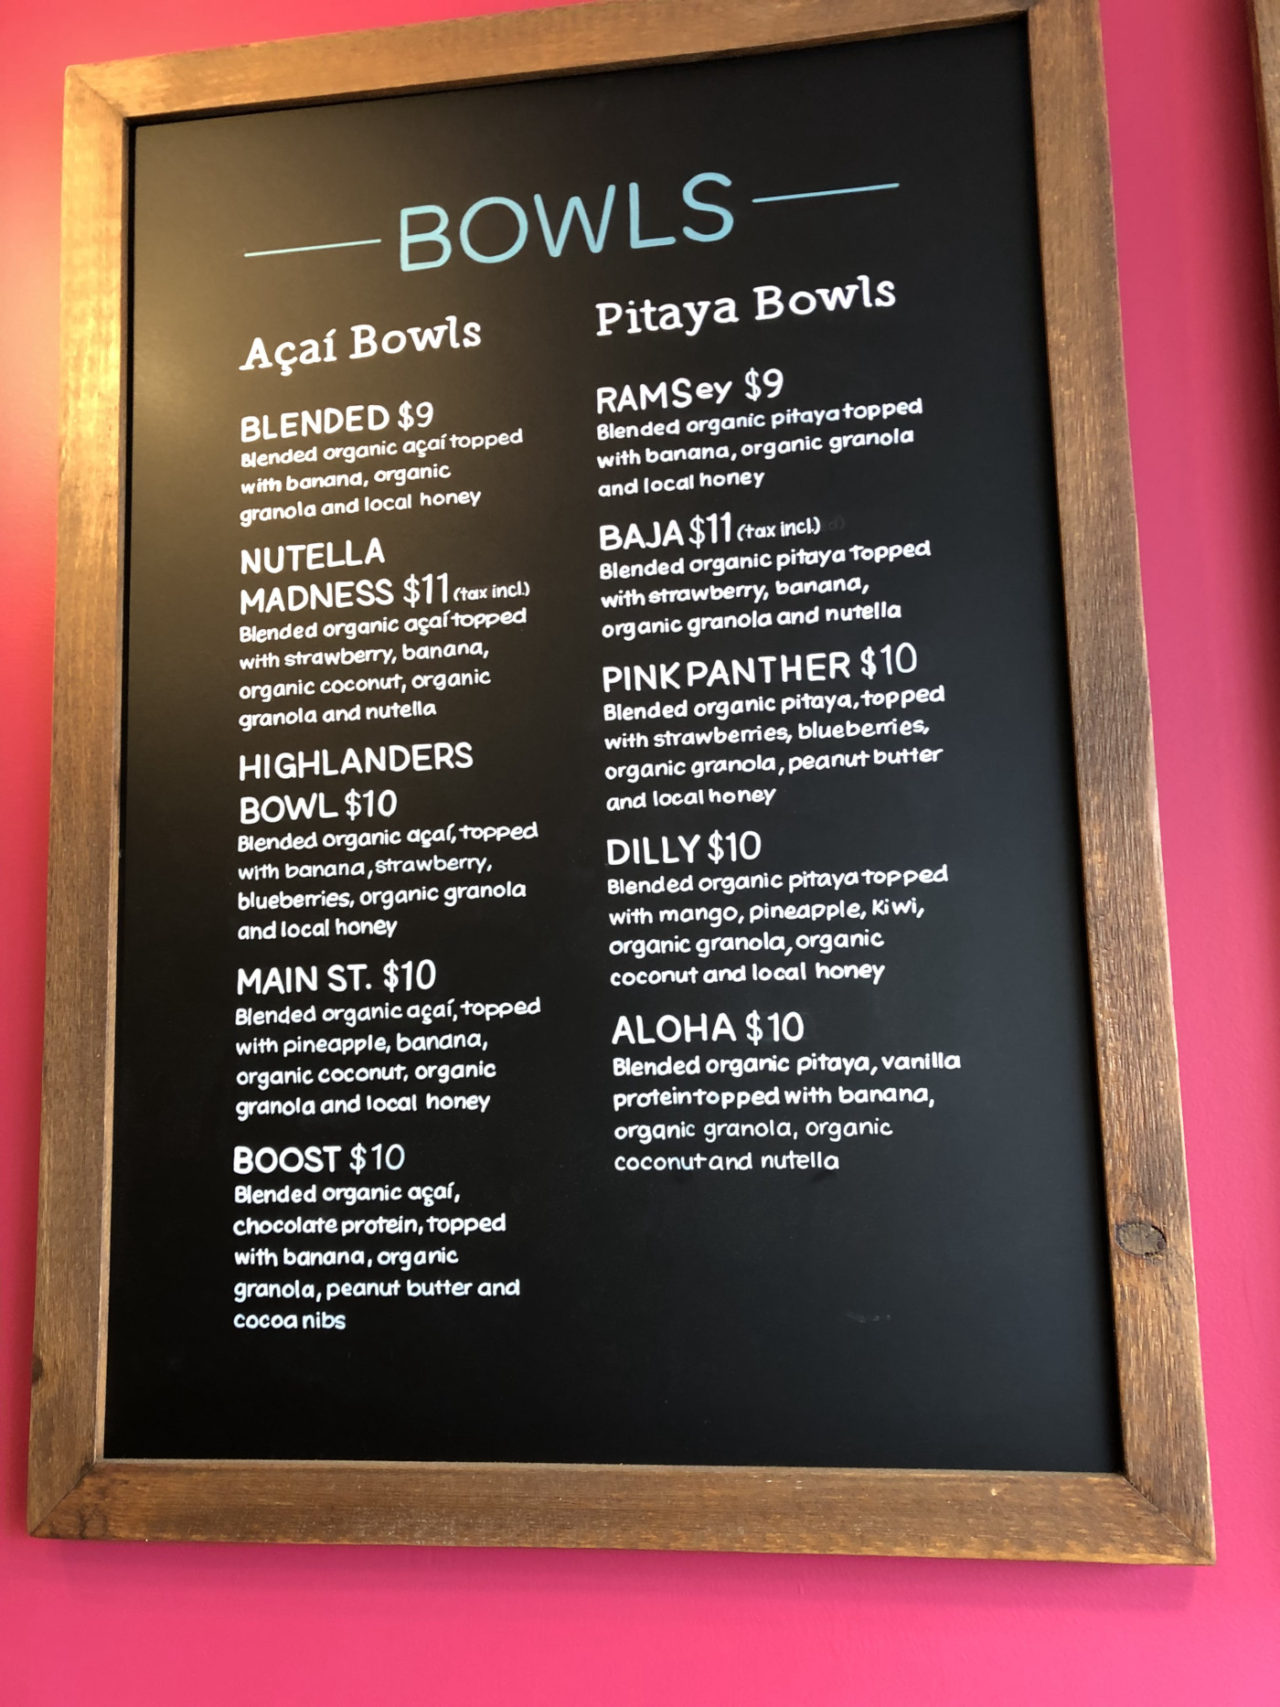 BOWLS
Açaí Bowls
BLENDED $9
Blended organic açaí topped
with banana, organic
granola and local honey
NUTELLA
MADNESS $11 (tax incl.)
Blended organic açaí topped
with strawberry, banana,
organic coconut, organic
granola and nutella
HIGHLANDERS
BOWL $10
Blended organic açaí, topped
with banana, strawberry,
blueberries, organic granola
and local honey
MAIN ST. $10
Blended organic açaí, topped
with pineapple, banana,
organic coconut, organic
granola and local honey
BOOST $10
Blended organic açaí,
chocolate protein, topped
with banana, organic
granola, peanut butter and
cocoa nibs
Pitaya Bowls
RAMSey $9
Blended organic pitaya topped
with banana, organic granola
and local honey
BAJA $11 (tax incl.)
Blended organic pitaya topped
with strawberry, banana,
organic granola and nutella
PINK PANTHER $10
Blended organic pitaya, topped
with strawberries, blueberries,
organic granola, peanut butter
and local honey
DILLY $10
Blended organic pitaya topped
with mango, pineapple, Kiwi,
organic granola, organic
coconut and local honey
ALOHA $10
Blended organic pitaya, vanilla
protein topped with banana,
organic granola, organic
coconut and nutella